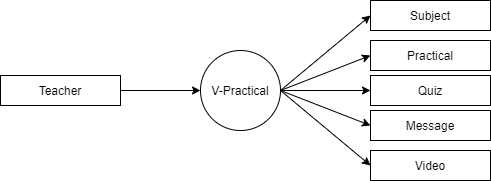 Subject
Practical
Teacher
V-Practical
Quiz
Message
Video